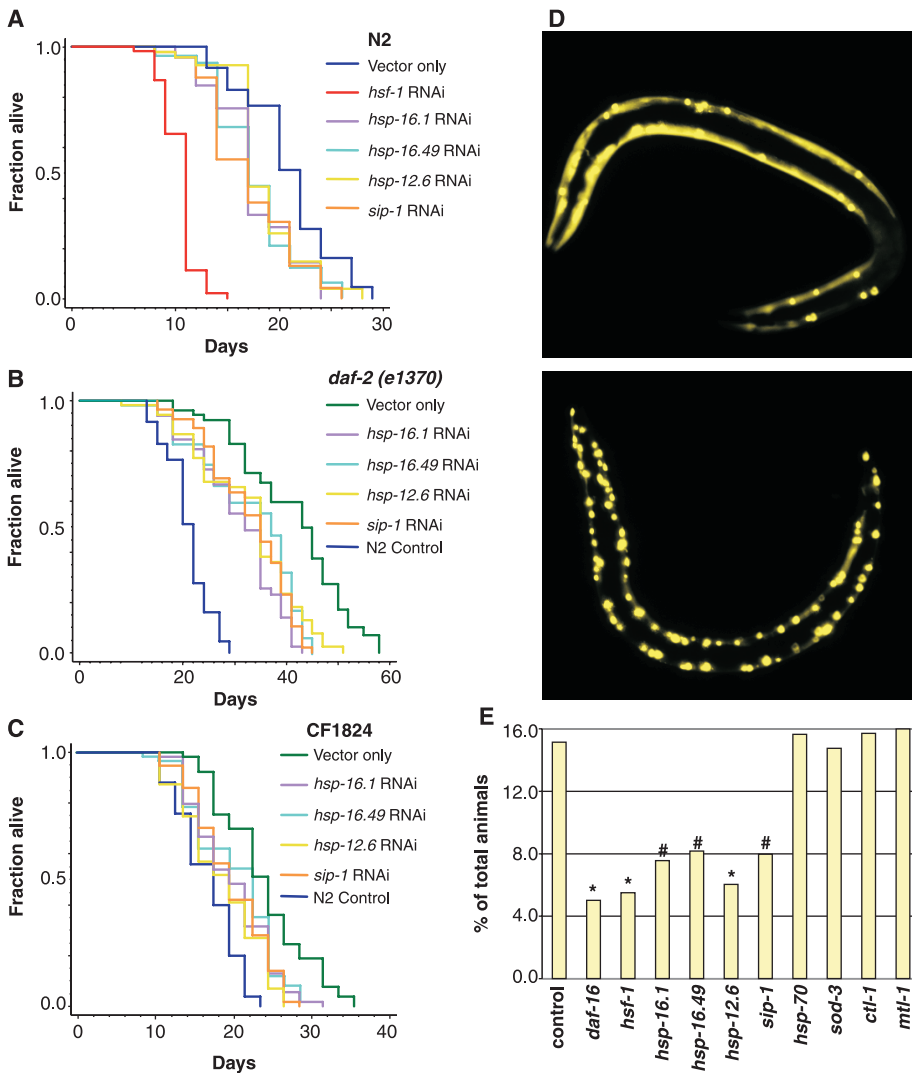 A
N2
Vector only
hsf-1 RNAi
hsp-16.1 RNAi
hsp-16.49 RNAi
hsp-12.6 RNAi
sip-1 RNAi
Fraction alive
1.0
0.5
0.0
0
10
20
30
Days
B
daf-2 (e1370)
Vector only
hsp-16.1 RNAi
hsp-16.49 RNAi
hsp-12.6 RNAi
sip-1 RNAi
N2 Control
Fraction alive
1.0
0.5
0.0
0
20
40
60
Days
C
CF1824
Vector only
hsp-16.1 RNAi
hsp-16.49 RNAi
hsp-12.6 RNAi
sip-1 RNAi
N2 Control
Fraction alive
1.0
0.5
0.0
0
10
20
30
40
Days
D
E
% of total animals
16.0
12.0
8.0
4.0
0.0
* * # # * #
control
daf-16
hsf-1
hsp-16.1
hsp-16.49
hsp-12.6
sip-1
hsp-70
sod-3
ctl-1
mtl-1